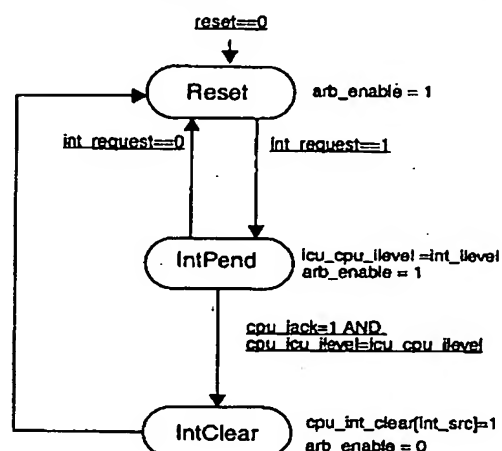 reset==0
Reset
arb_enable = 1
int_request==0
int_request==1
IntPend
icu_cpu_ilevel =int_ilevel
arb_enable = 1
cpu_iack=1 AND
cpu_icu_ilevel=icu_cpu_ilevel
IntClear
cpu_int_clear[int_src]=1
arb_enable = 0